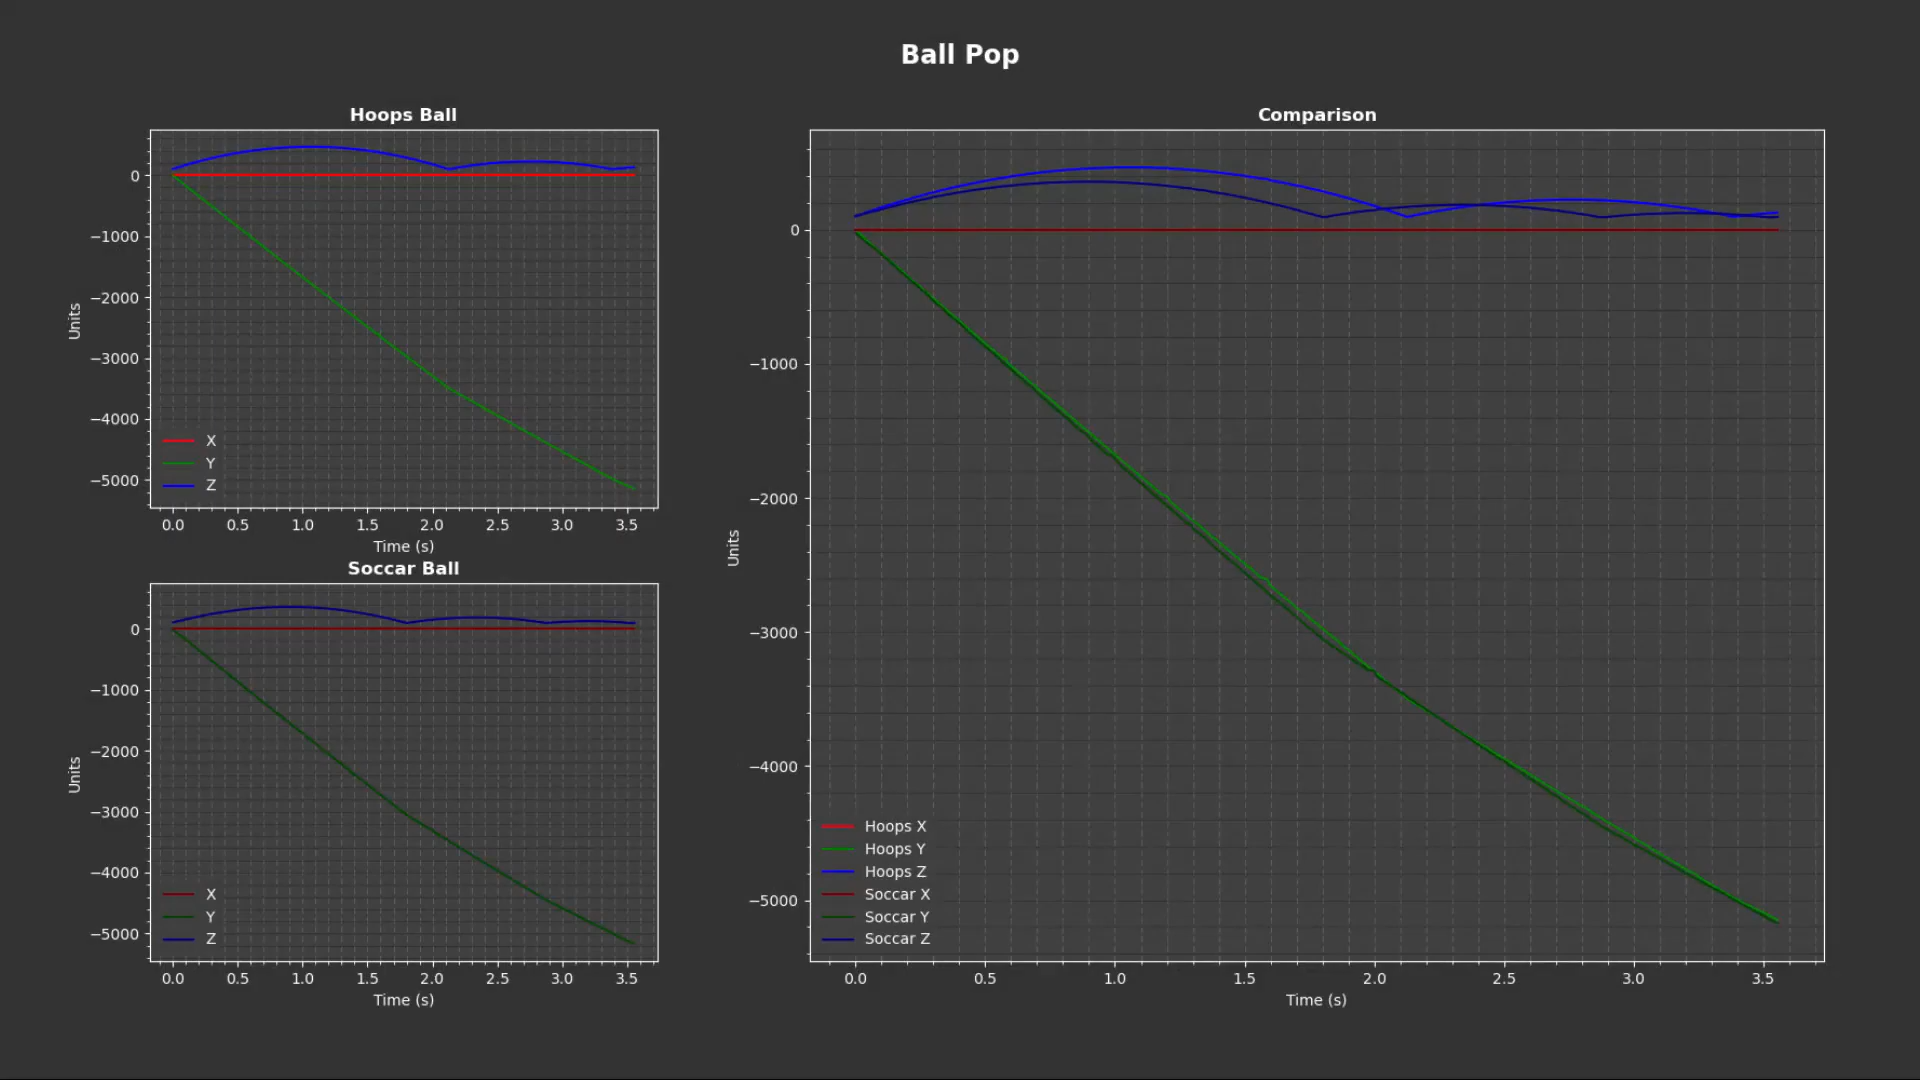 Ball Pop
Hoops Ball
Units
0
−1000
−2000
−3000
−4000
−5000
X
Y
Z
0.0 0.5 1.0 1.5 2.0 2.5 3.0 3.5
Time (s)
Soccar Ball
Units
0
−1000
−2000
−3000
−4000
−5000
X
Y
Z
0.0 0.5 1.0 1.5 2.0 2.5 3.0 3.5
Time (s)
Comparison
Units
0
−1000
−2000
−3000
−4000
−5000
Hoops X
Hoops Y
Hoops Z
Soccar X
Soccar Y
Soccar Z
0.0 0.5 1.0 1.5 2.0 2.5 3.0 3.5
Time (s)